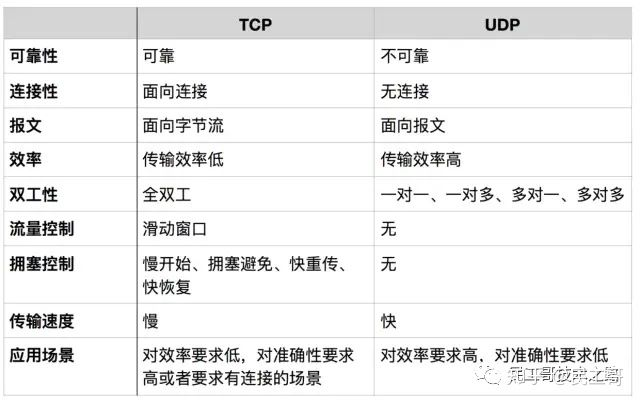 TCP UDP
可靠性 可靠 不可靠
连接性 面向连接 无连接
报文 面向字节流 面向报文
效率 传输效率低 传输效率高
双工性 全双工 一对一、一对多、多对一、多对多
流量控制 滑动窗口 无
拥塞控制 慢开始、拥塞避免、快重传、 无
快恢复
传输速度 慢 快
应用场景 对效率要求低，对准确性要求 对效率要求高，对准确性要求低
高或者要求有连接的场景